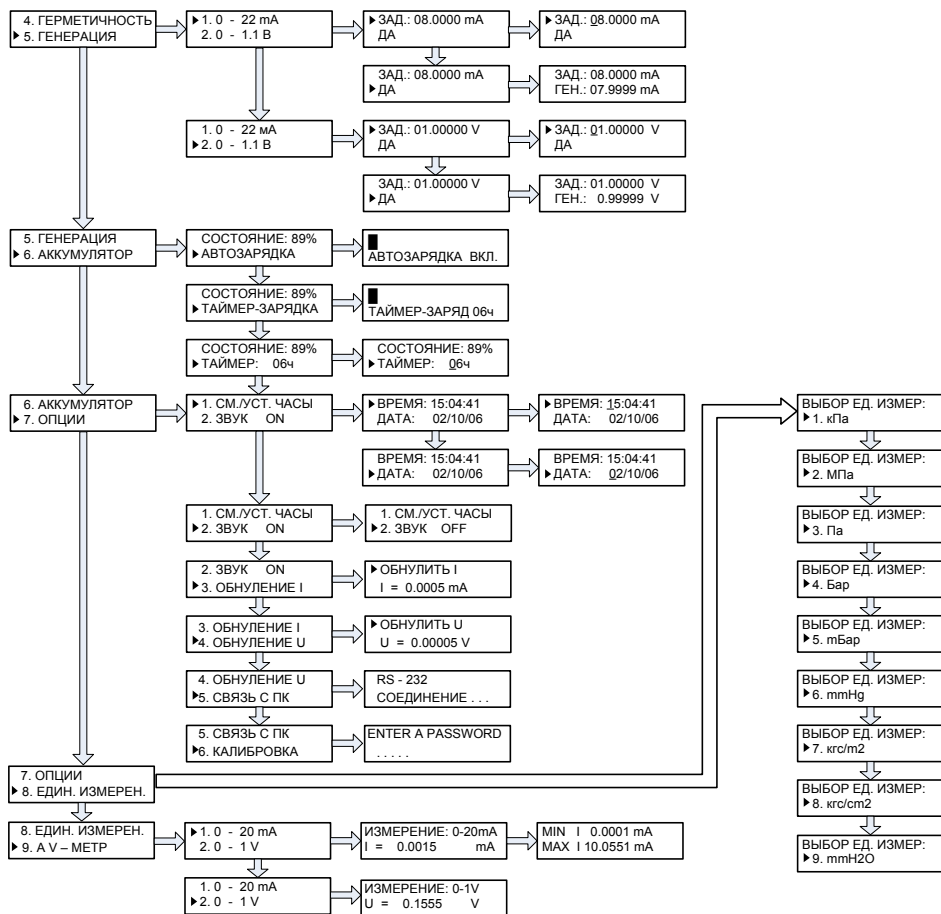 4. ГЕРМЕТИЧНОСТЬ
▶ 5. ГЕНЕРАЦИЯ
▶ 1. 0 - 22 mA
2. 0 - 1.1 В
▶ ЗАД.: 08.0000 mA
ДА
▶ ЗАД.: 08.0000 mA
ДА
ЗАД.: 08.0000 mA
▶ ДА
ЗАД.: 08.0000 mA
ГЕН.: 07.9999 mA
1. 0 - 22 мА
▶ 2. 0 - 1.1 В
▶ ЗАД.: 01.00000 V
ДА
▶ ЗАД.: 01.00000 V
ДА
ЗАД.: 01.00000 V
▶ ДА
ЗАД.: 01.00000 V
ГЕН.: 0.99999 V
5. ГЕНЕРАЦИЯ
▶ 6. АККУМУЛЯТОР
СОСТОЯНИЕ: 89%
▶ АВТОЗАРЯДКА
АВТОЗАРЯДКА ВКЛ.
СОСТОЯНИЕ: 89%
▶ ТАЙМЕР-ЗАРЯДКА
ТАЙМЕР-ЗАРЯД 06ч
СОСТОЯНИЕ: 89%
▶ ТАЙМЕР: 06ч
СОСТОЯНИЕ: 89%
▶ ТАЙМЕР: 06ч
6. АККУМУЛЯТОР
▶ 7. ОПЦИИ
▶ 1. СМ./УСТ. ЧАСЫ
2. ЗВУК ON
▶ ВРЕМЯ: 15:04:41
ДАТА: 02/10/06
▶ ВРЕМЯ: 15:04:41
ДАТА: 02/10/06
ВРЕМЯ: 15:04:41
▶ ДАТА: 02/10/06
ВРЕМЯ: 15:04:41
▶ ДАТА: 02/10/06
1. СМ./УСТ. ЧАСЫ
▶ 2. ЗВУК ON
1. СМ./УСТ. ЧАСЫ
▶ 2. ЗВУК OFF
2. ЗВУК ON
▶ 3. ОБНУЛЕНИЕ I
▶ ОБНУЛИТЬ I
I = 0.0005 mA
3. ОБНУЛЕНИЕ I
▶ 4. ОБНУЛЕНИЕ U
▶ ОБНУЛИТЬ U
U = 0.00005 V
4. ОБНУЛЕНИЕ U
▶ 5. СВЯЗЬ С ПК
RS - 232
СОЕДИНЕНИЕ . . .
5. СВЯЗЬ С ПК
▶ 6. КАЛИБРОВКА
ENTER A PASSWORD
. . . . .
7. ОПЦИИ
▶ 8. ЕДИН. ИЗМЕРЕН.
8. ЕДИН. ИЗМЕРЕН.
▶ 9. A V – МЕТР
▶ 1. 0 - 20 mA
2. 0 - 1 V
ИЗМЕРЕНИЕ: 0-20mA
I = 0.0015 mA
MIN I 0.0001 mA
MAX I 10.0551 mA
1. 0 - 20 mA
▶ 2. 0 - 1 V
ИЗМЕРЕНИЕ: 0-1V
U = 0.1555 V
ВЫБОР ЕД. ИЗМЕР:
▶ 1. кПа
ВЫБОР ЕД. ИЗМЕР:
▶ 2. МПа
ВЫБОР ЕД. ИЗМЕР:
▶ 3. Па
ВЫБОР ЕД. ИЗМЕР:
▶ 4. Бар
ВЫБОР ЕД. ИЗМЕР:
▶ 5. mБар
ВЫБОР ЕД. ИЗМЕР:
▶ 6. mmHg
ВЫБОР ЕД. ИЗМЕР:
▶ 7. кгс/m2
ВЫБОР ЕД. ИЗМЕР:
▶ 8. кгс/cm2
ВЫБОР ЕД. ИЗМЕР:
▶ 9. mmH2O